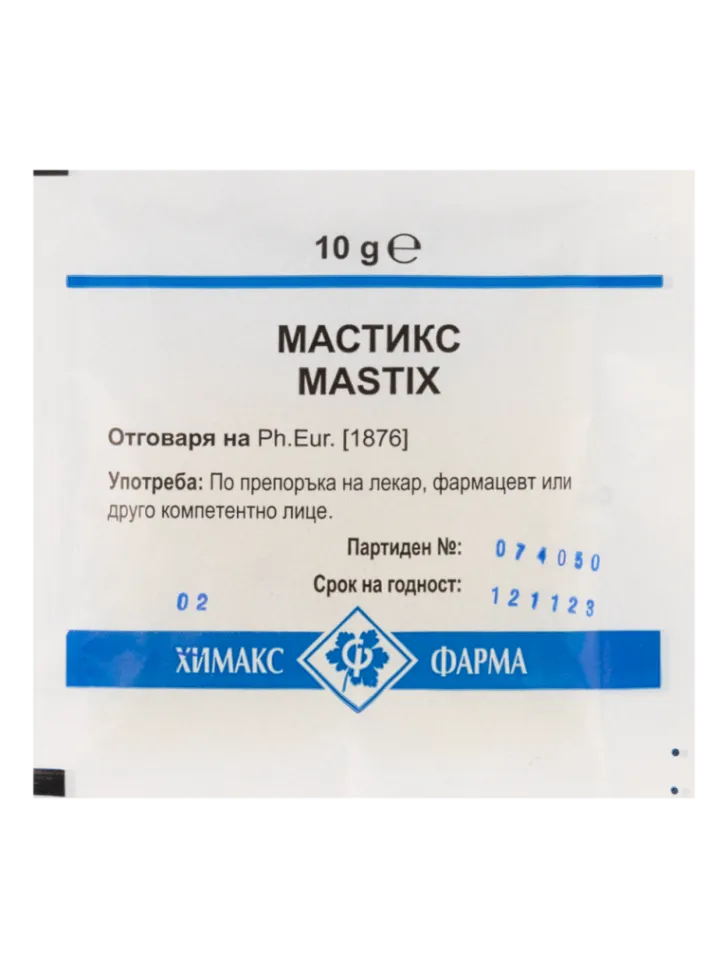 10 g ℮
МАСТИКС
MASTIX
Отговаря на Ph.Eur. [1876]
Употреба: По препоръка на лекар, фармацевт или
друго компетентно лице.
Партиден №: 074050
Срок на годност: 121123
02
ХИМАКС Ф ФАРМА